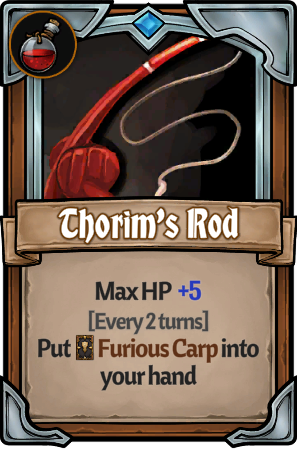 Thorim's Rod
Max HP +5
[Every 2 turns]
Put Furious Carp into
your hand